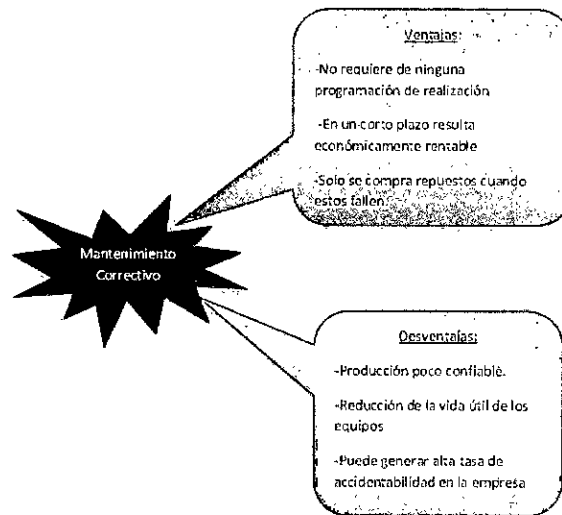 Ventajas:
-No requiere de ninguna
programación de realización
-En un corto plazo resulta
económicamente rentable
-Solo se compra repuestos cuando
estos fallen
Mantenimiento
Correctivo
Desventajas:
-Producción poco confiable.
-Reducción de la vida útil de los
equipos
-Puede generar alta tasa de
accidentabilidad en la empresa